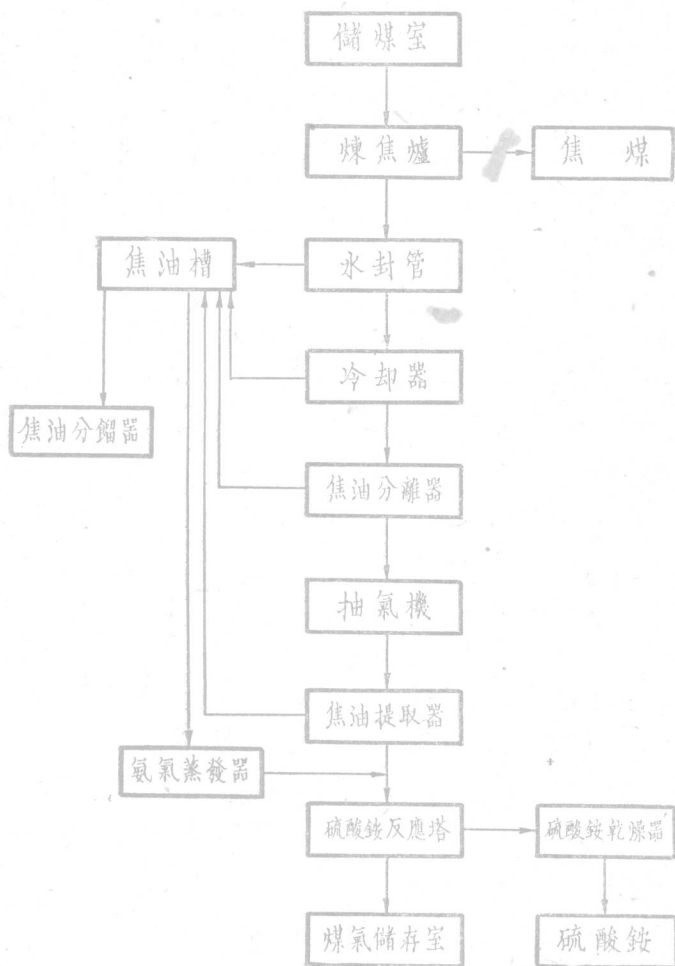 儲煤室
煉焦爐
焦煤
焦油槽
水封管
冷却器
焦油分餾器
焦油分離器
抽氣機
焦油提取器
氨氣蒸發器
硫酸銨反應塔
硫酸銨乾燥器
煤氣儲存室
硫酸銨